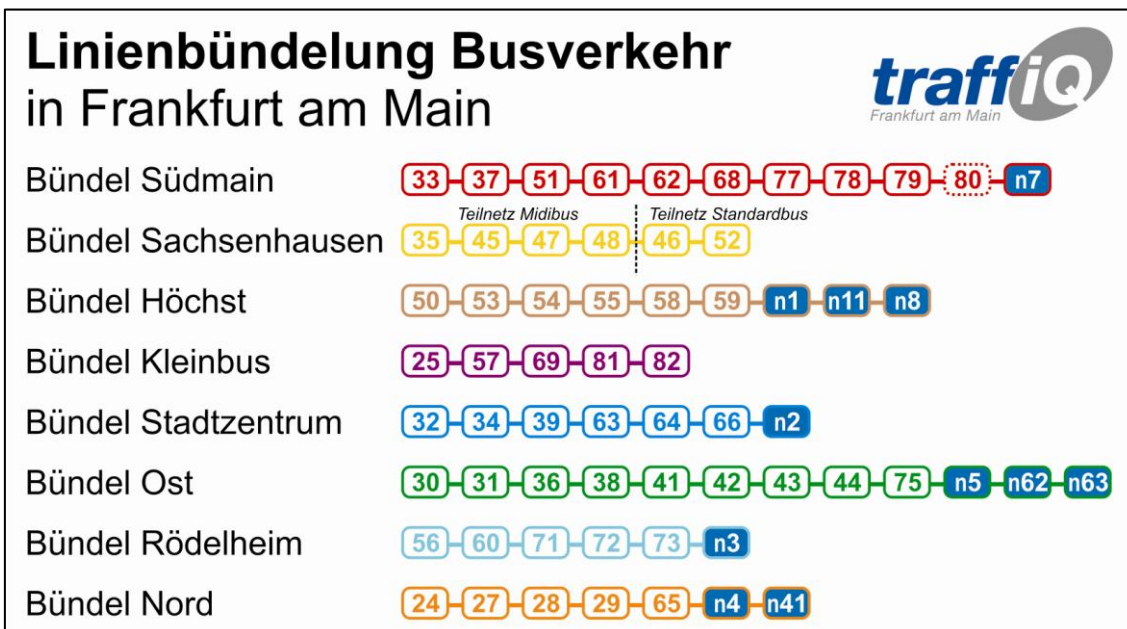 Linienbündelung Busverkehr
in Frankfurt am Main
traffiQ
Frankfurt am Main
Bündel Südmain 33 37 51 61 62 68 77 78 79 80 n7
Teilnetz Midibus Teilnetz Standardbus
Bündel Sachsenhausen 35 45 47 48 46 52
Bündel Höchst 50 53 54 55 58 59 n1 n11 n8
Bündel Kleinbus 25 57 69 81 82
Bündel Stadtzentrum 32 34 39 63 64 66 n2
Bündel Ost 30 31 36 38 41 42 43 44 75 n5 n62 n63
Bündel Rödelheim 56 60 71 72 73 n3
Bündel Nord 24 27 28 29 65 n4 n41